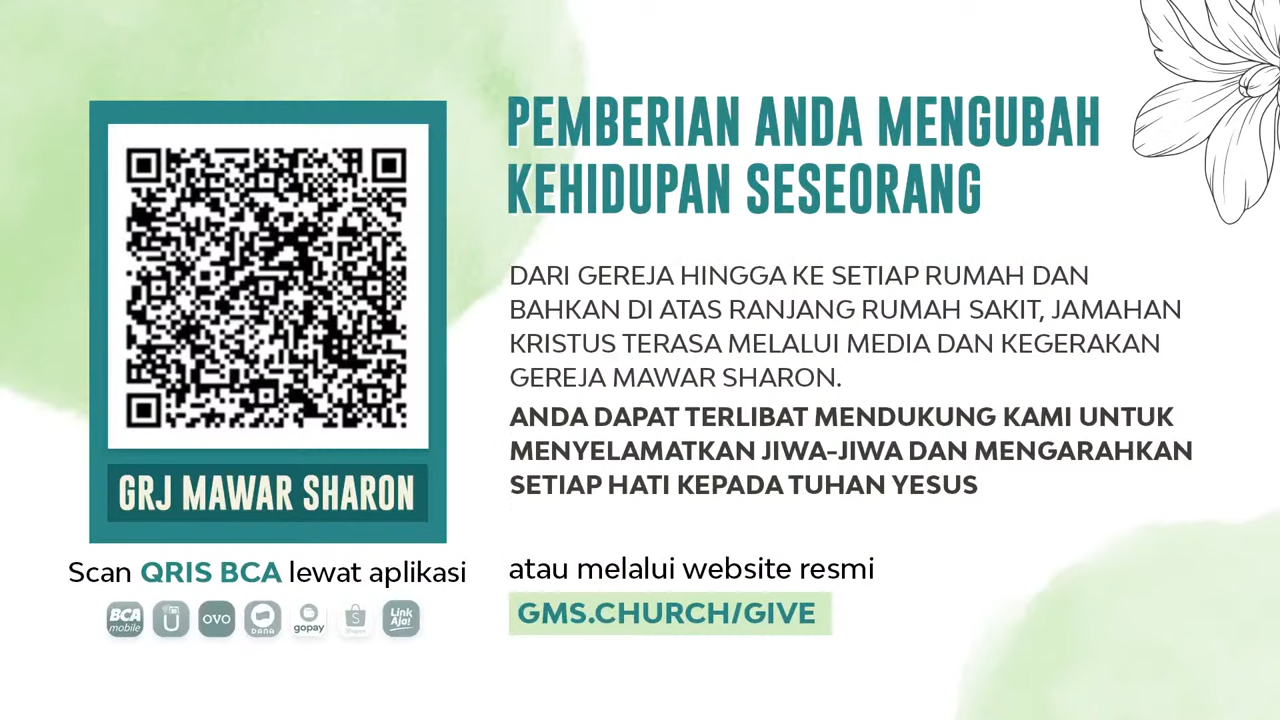 PEMBERIAN ANDA MENGUBAH
KEHIDUPAN SESEORANG
DARI GEREJA HINGGA KE SETIAP RUMAH DAN
BAHKAN DI ATAS RANJANG RUMAH SAKIT, JAMAHAN
KRISTUS TERASA MELALUI MEDIA DAN KEGERAKAN
GEREJA MAWAR SHARON.
ANDA DAPAT TERLIBAT MENDUKUNG KAMI UNTUK
MENYELAMATKAN JIWA-JIWA DAN MENGARAHKAN
SETIAP HATI KEPADA TUHAN YESUS
GRJ MAWAR SHARON
Scan QRIS BCA lewat aplikasi
BCA mobile
U
OVO
DANA
gopay
S
LinkAja!
atau melalui website resmi
GMS.CHURCH/GIVE